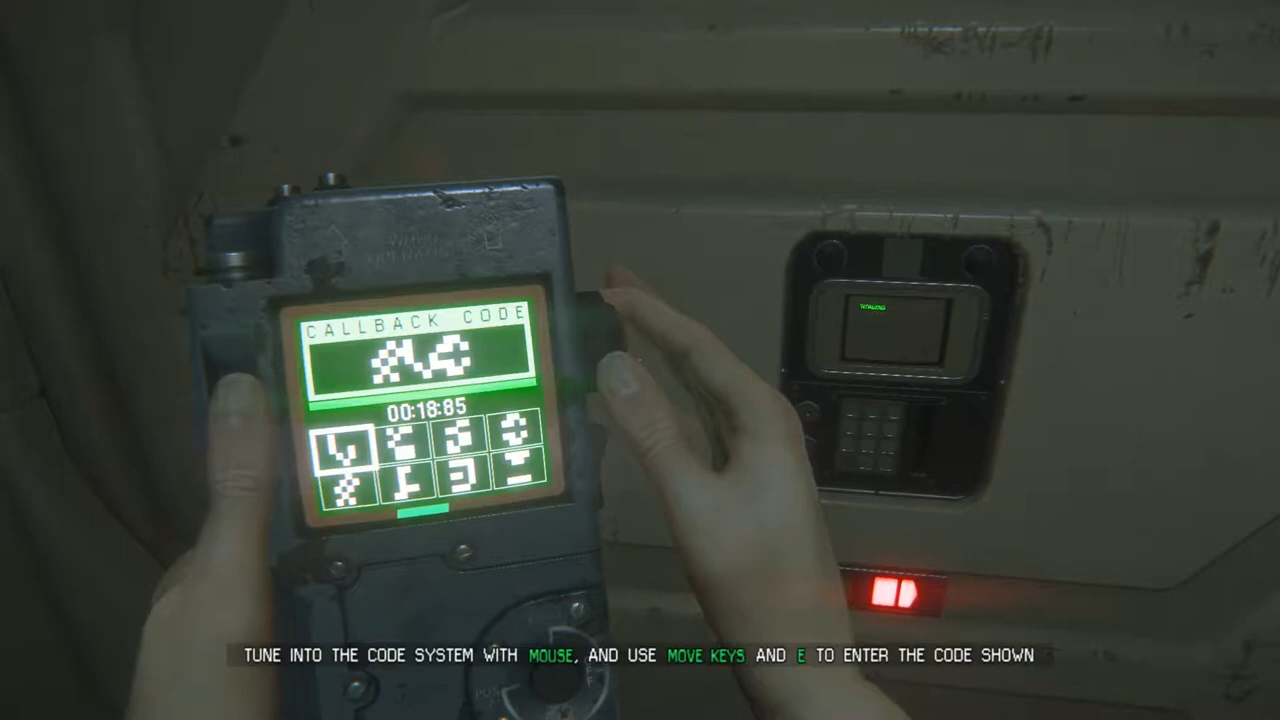 CALLBACK CODE
00:18:85
TUNE INTO THE CODE SYSTEM WITH MOUSE, AND USE MOVE KEYS AND E TO ENTER THE CODE SHOWN